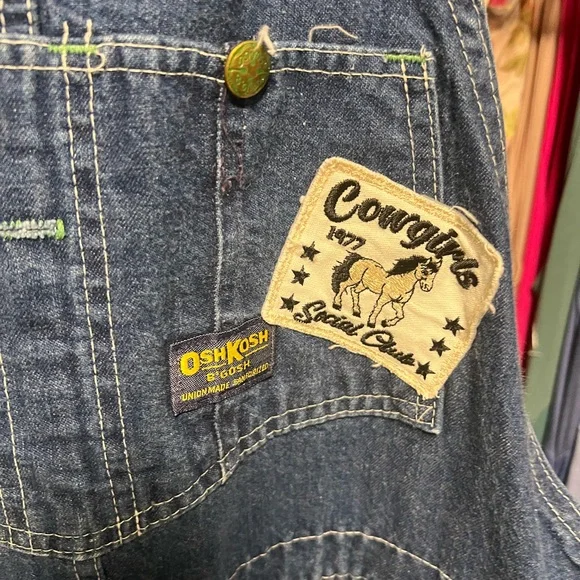 Cowgirls
1977
Social Club
OSHKOSH
B'GOSH
UNION MADE SANFORIZED